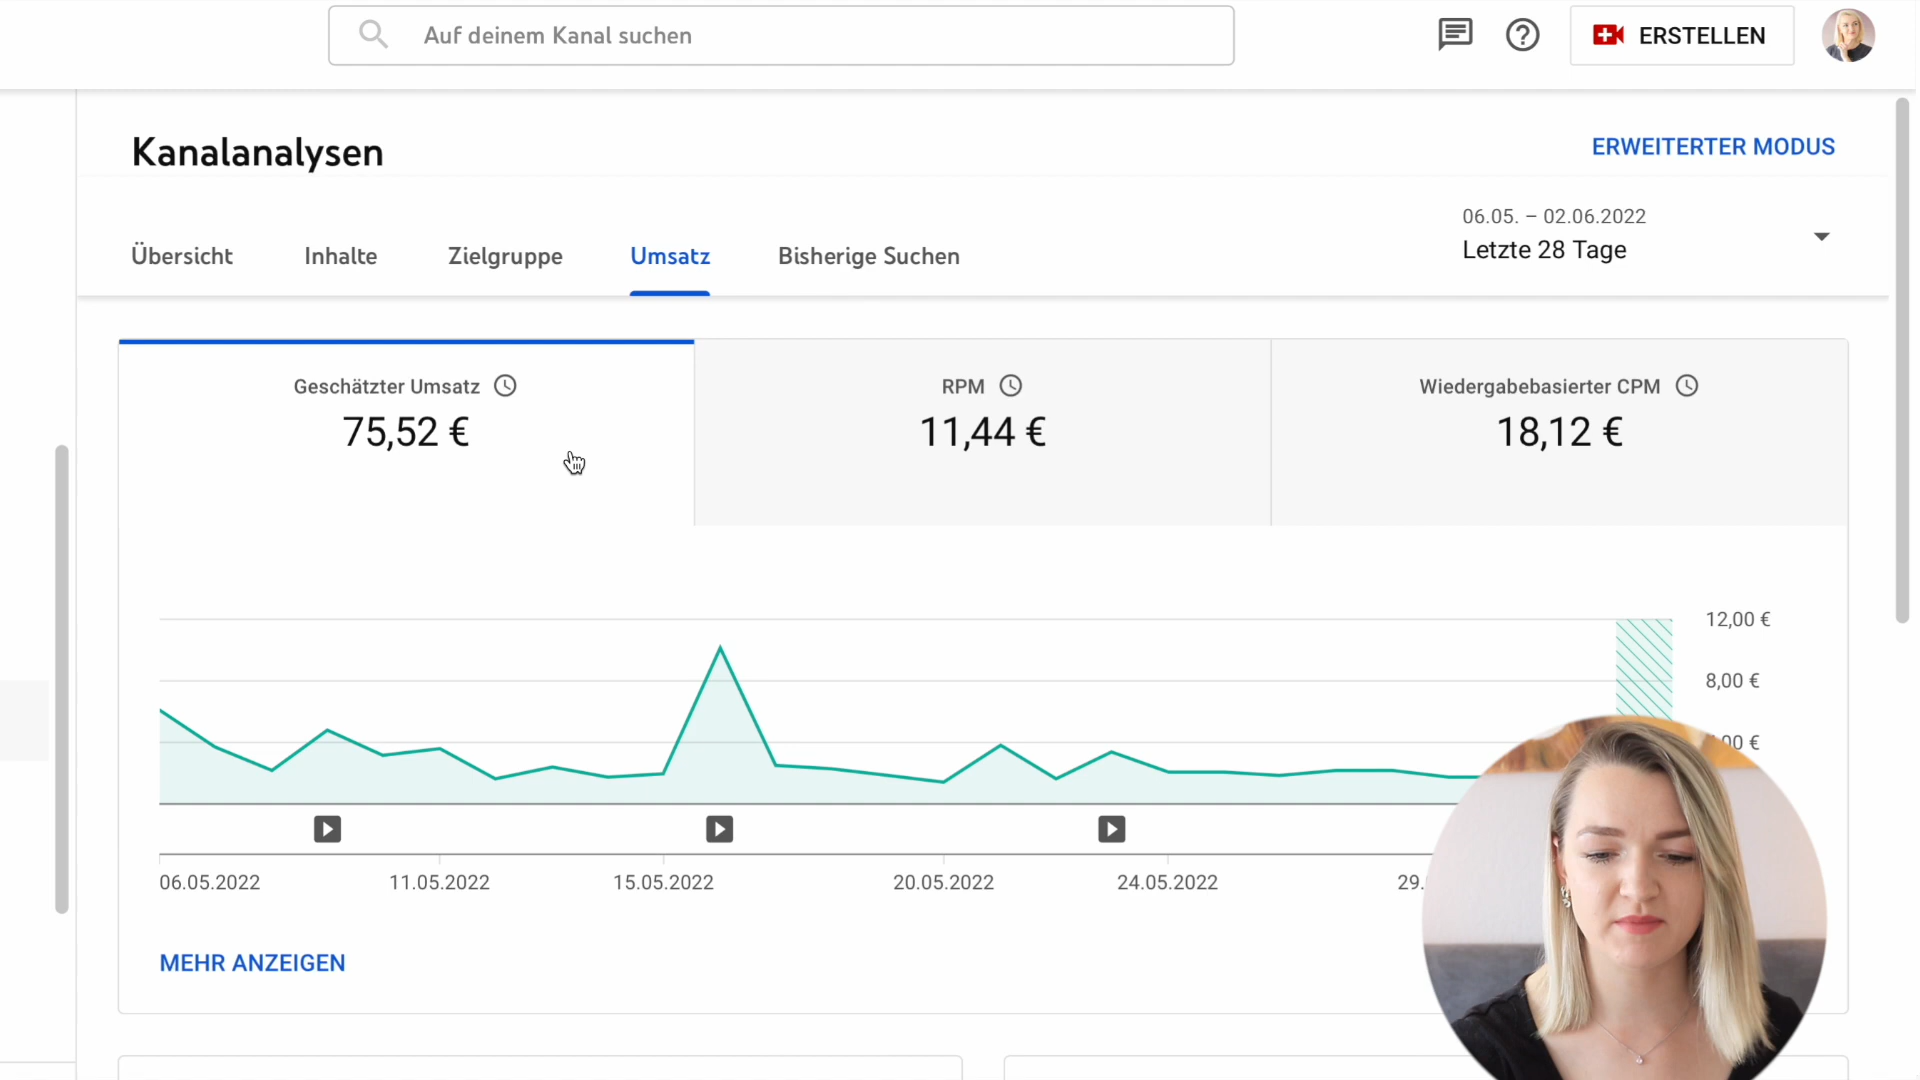 Auf deinem Kanal suchen
ERSTELLEN
Kanalanalysen
ERWEITERTER MODUS
Übersicht
Inhalte
Zielgruppe
Umsatz
Bisherige Suchen
06.05. – 02.06.2022
Letzte 28 Tage
Geschätzter Umsatz
75,52 €
RPM
11,44 €
Wiedergabebasierter CPM
18,12 €
12,00 €
8,00 €
,00 €
06.05.2022
11.05.2022
15.05.2022
20.05.2022
24.05.2022
29.
MEHR ANZEIGEN